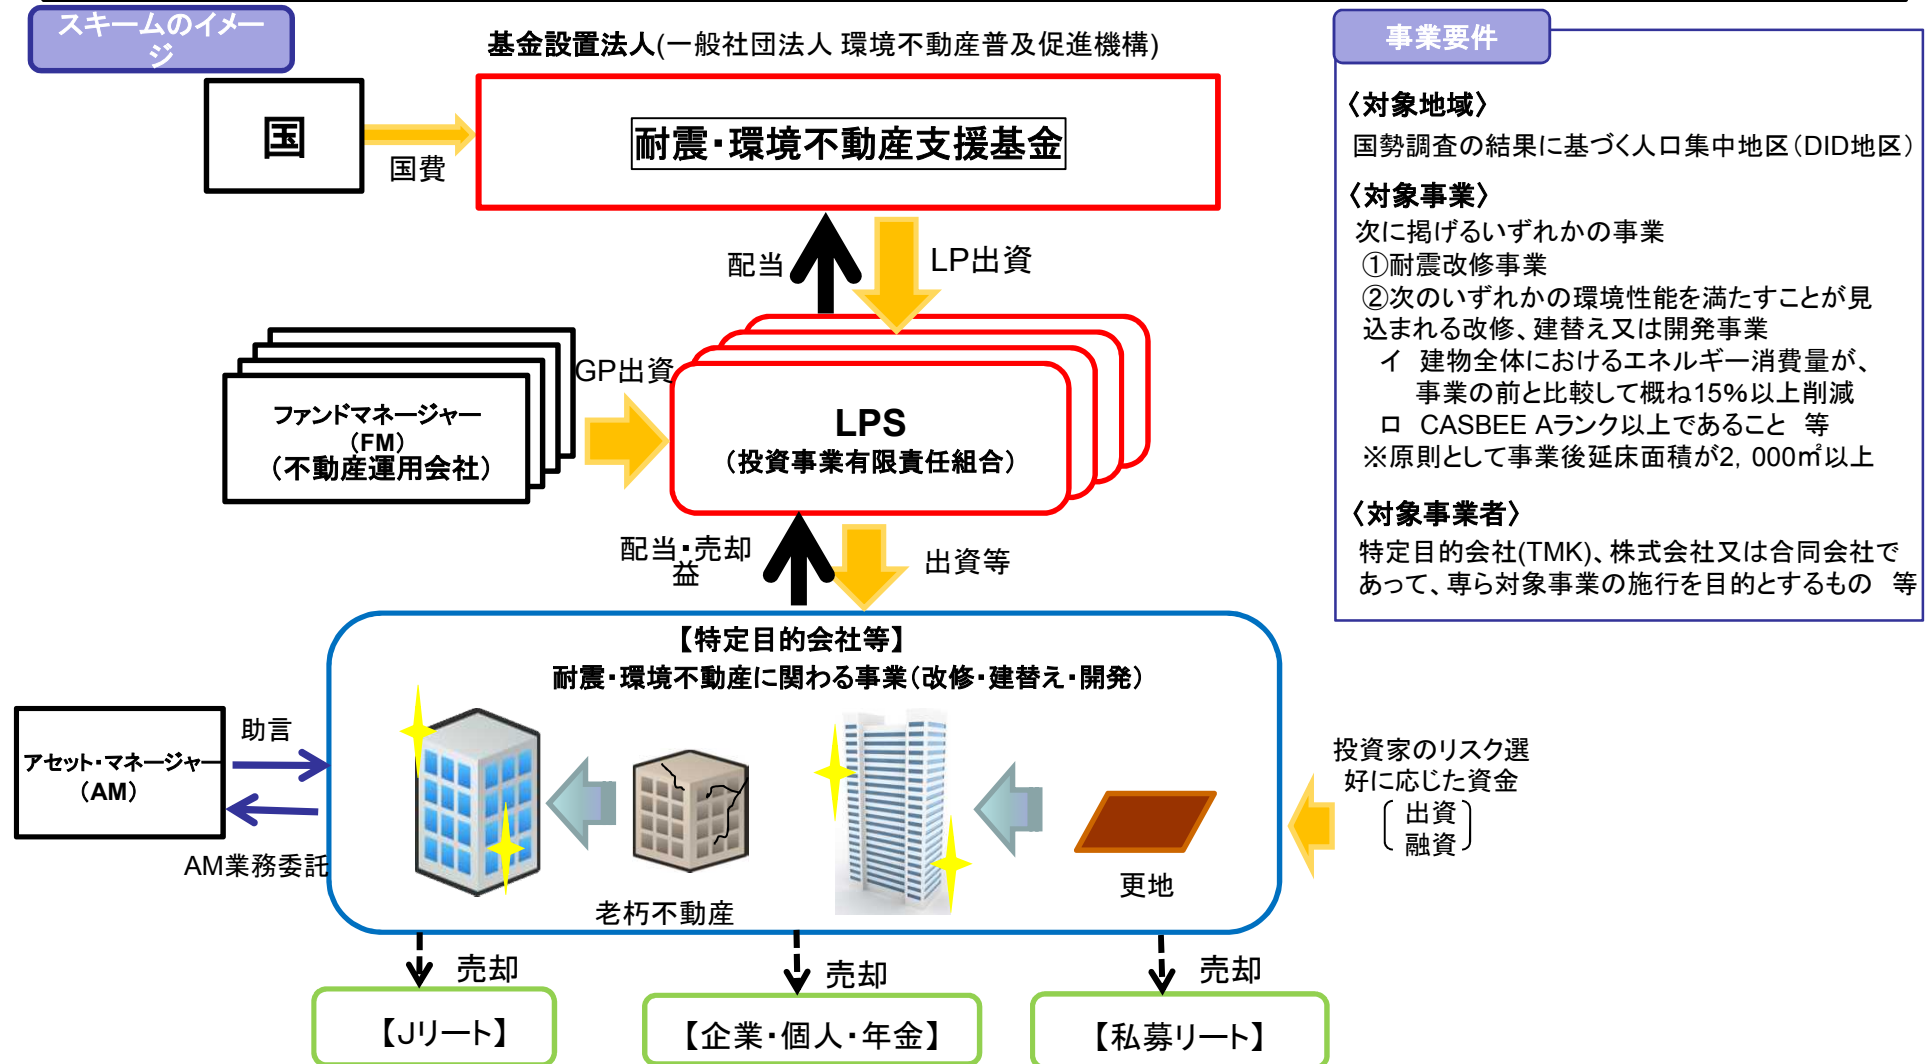 スキームのイメー
ジ
基金設置法人(一般社団法人 環境不動産普及促進機構)
国
国費
耐震・環境不動産支援基金
配当
LP出資
GP出資
ファンドマネージャー
（FM）
（不動産運用会社）
LPS
（投資事業有限責任組合）
配当・売却
益
出資等
【特定目的会社等】
耐震・環境不動産に関わる事業（改修・建替え・開発）
アセット・マネージャー
（AM）
助言
AM業務委託
老朽不動産
更地
投資家のリスク選
好に応じた資金
出資
融資
売却
売却
売却
【Jリート】
【企業・個人・年金】
【私募リート】
事業要件
〈対象地域〉
国勢調査の結果に基づく人口集中地区（DID地区）
〈対象事業〉
次に掲げるいずれかの事業
①耐震改修事業
②次のいずれかの環境性能を満たすことが見
込まれる改修、建替え又は開発事業
イ 建物全体におけるエネルギー消費量が、
事業の前と比較して概ね15%以上削減
ロ CASBEE Aランク以上であること 等
※原則として事業後延床面積が2，000㎡以上
〈対象事業者〉
特定目的会社(TMK)、株式会社又は合同会社で
あって、専ら対象事業の施行を目的とするもの 等